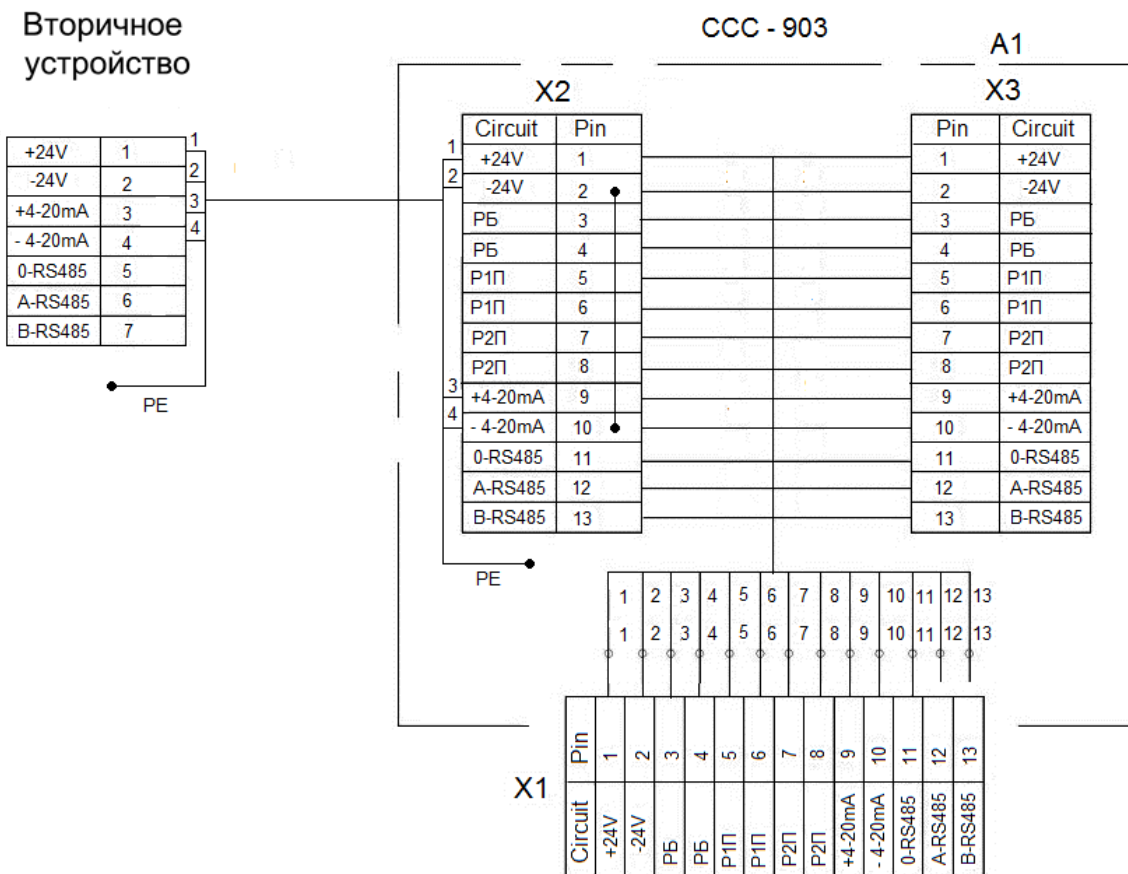 Вторичное
устройство
ССС - 903
А1
+24V 1 1
-24V 2 2
+4-20mA 3 3
- 4-20mA 4 4
0-RS485 5
A-RS485 6
B-RS485 7
PE
X2
Circuit Pin
1 +24V 1
2 -24V 2
РБ 3
РБ 4
Р1П 5
Р1П 6
Р2П 7
Р2П 8
3 +4-20mA 9
4 - 4-20mA 10
0-RS485 11
A-RS485 12
B-RS485 13
PE
X3
Pin Circuit
1 +24V
2 -24V
3 РБ
4 РБ
5 Р1П
6 Р1П
7 Р2П
8 Р2П
9 +4-20mA
10 - 4-20mA
11 0-RS485
12 A-RS485
13 B-RS485
1 2 3 4 5 6 7 8 9 10 11 12 13
1 2 3 4 5 6 7 8 9 10 11 12 13
X1
Pin 1 2 3 4 5 6 7 8 9 10 11 12 13
Circuit +24V -24V РБ РБ Р1П Р1П Р2П Р2П +4-20mA - 4-20mA 0-RS485 A-RS485 B-RS485